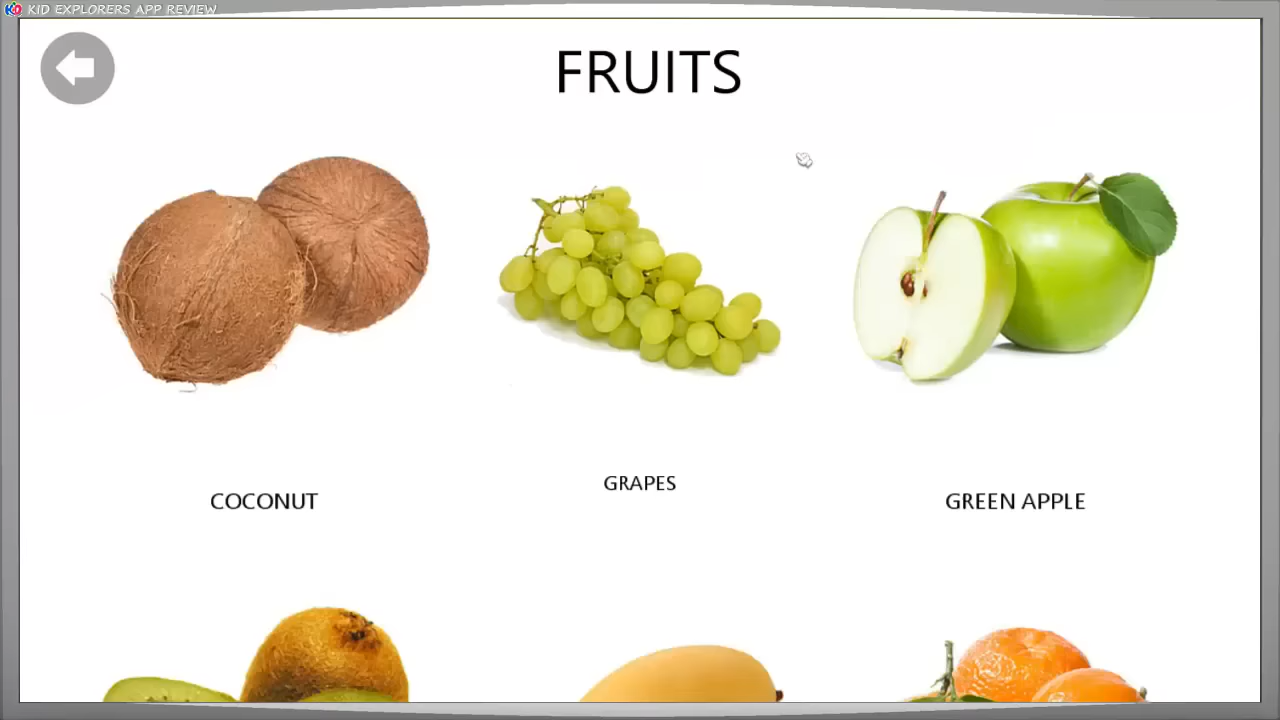 KID EXPLORERS APP REVIEW
FRUITS
COCONUT
GRAPES
GREEN APPLE